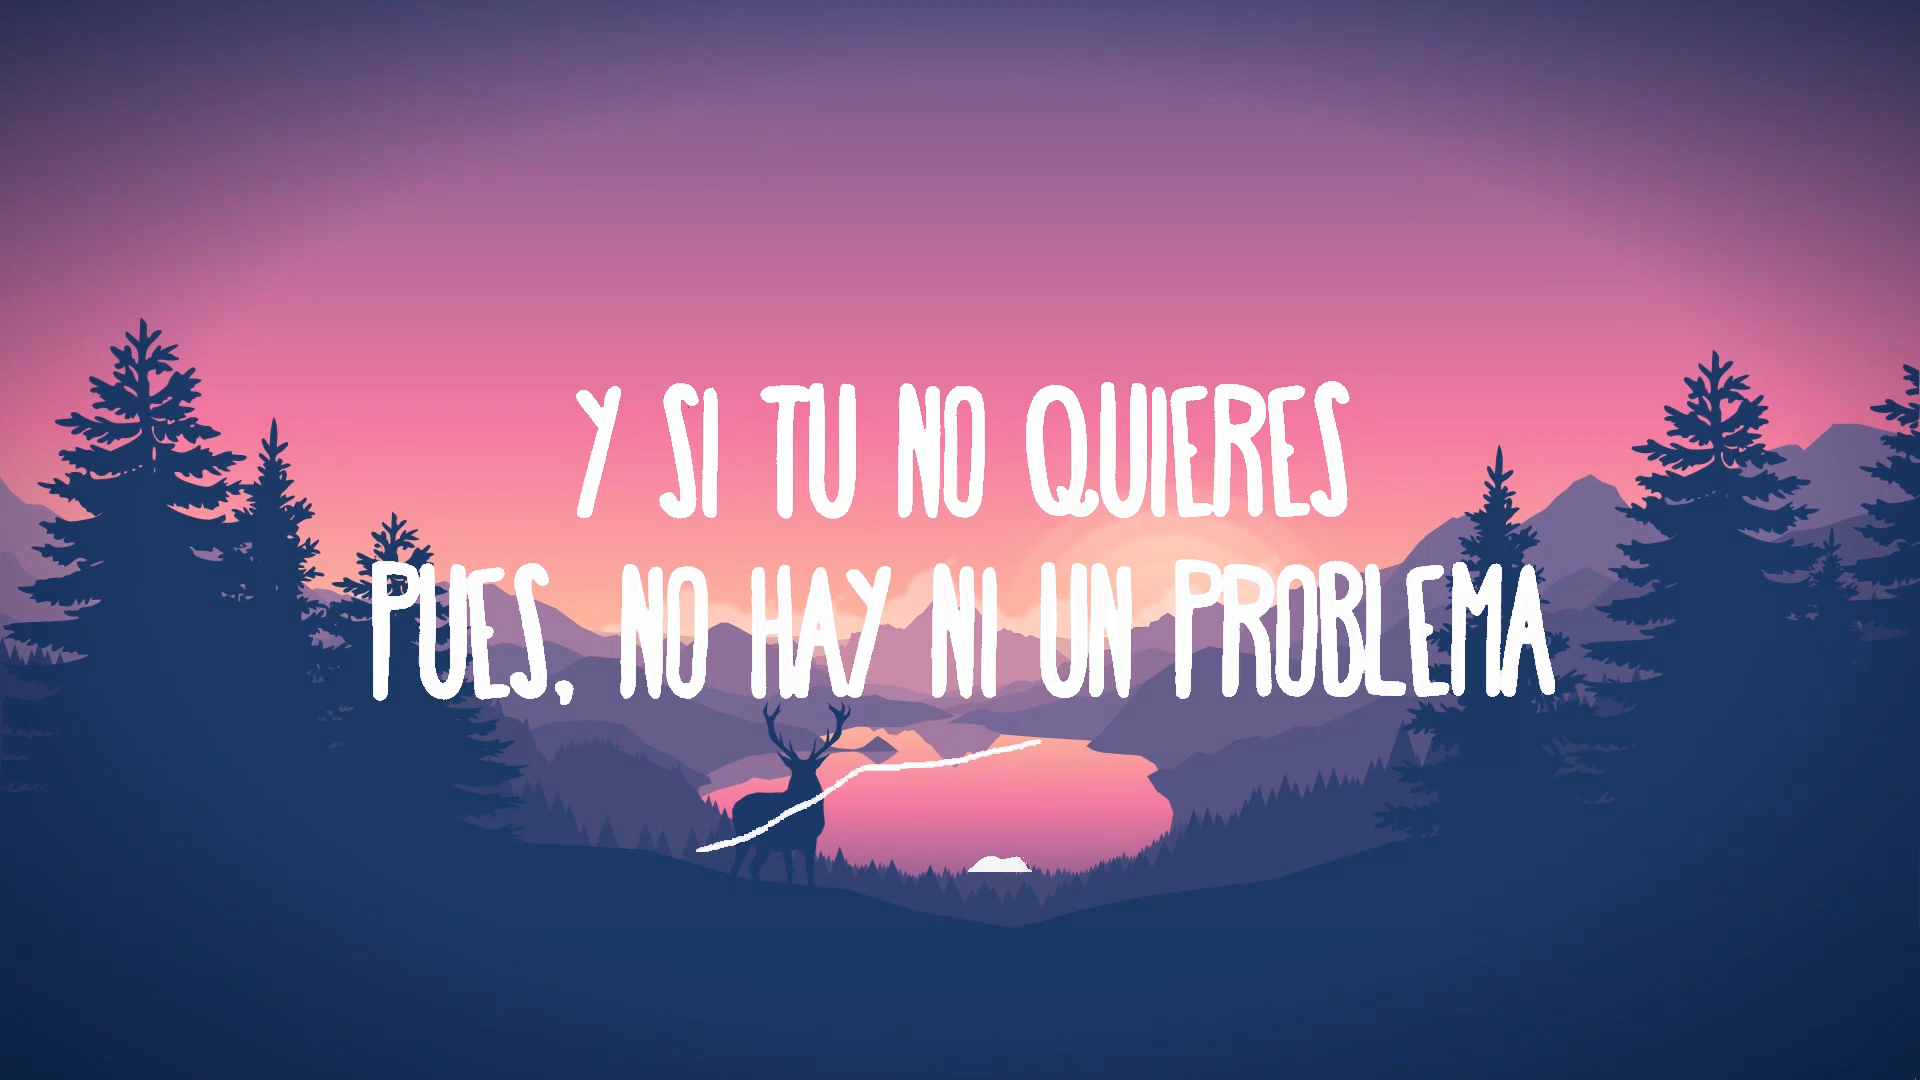 Y SI TU NO QUIERES
PUES, NO HAY NI UN PROBLEMA